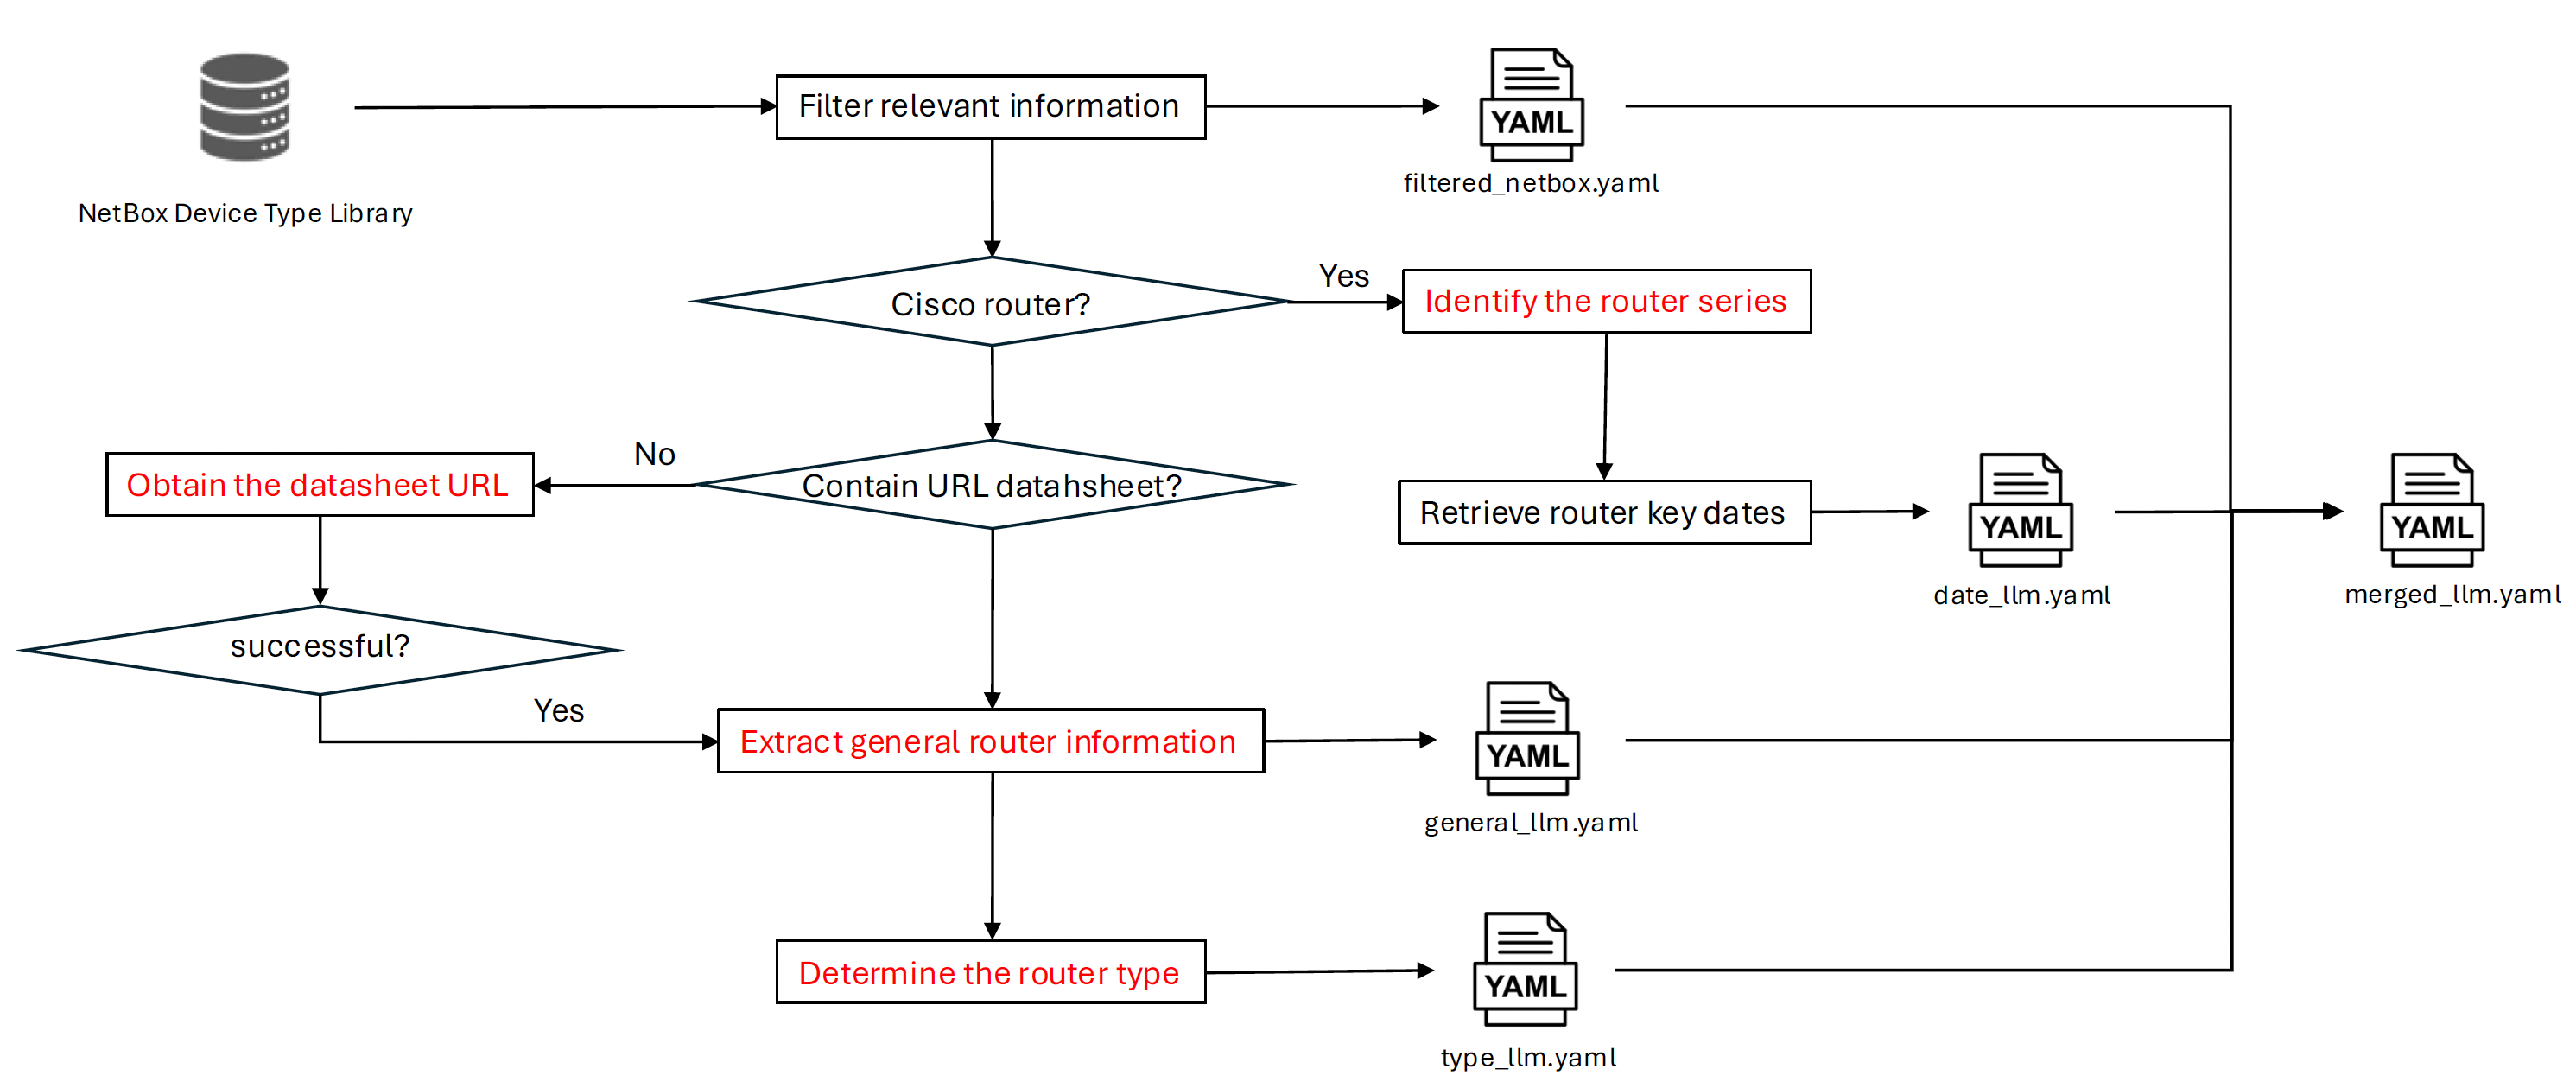 Filter relevant information
YAML
filtered_netbox.yaml
NetBox Device Type Library
Cisco router?
Yes
Identify the router series
No
Obtain the datasheet URL
Contain URL datahsheet?
Retrieve router key dates
YAML
date_llm.yaml
YAML
merged_llm.yaml
successful?
Yes
Extract general router information
YAML
general_llm.yaml
Determine the router type
YAML
type_llm.yaml